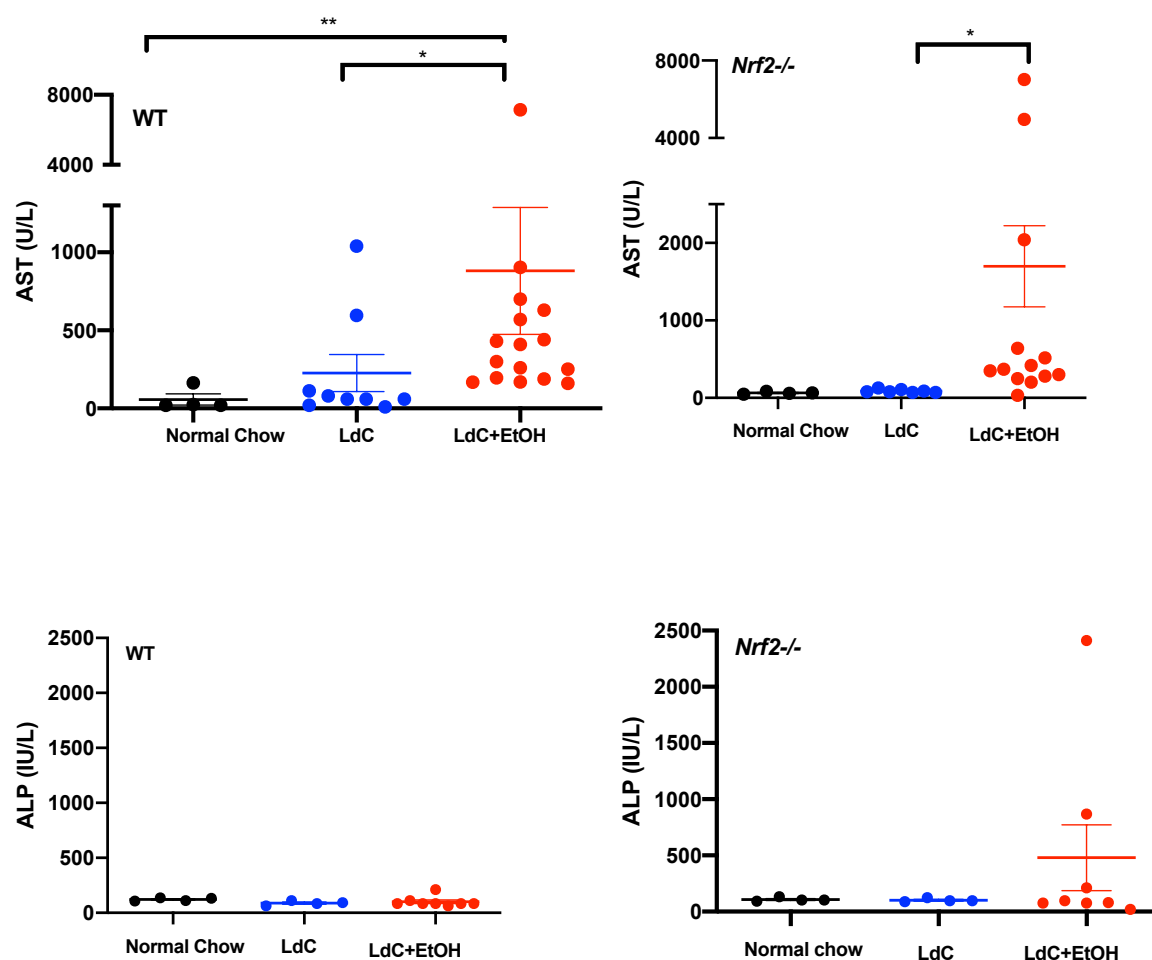 **
*
WT
8000
4000
1000
500
0
AST (U/L)
Normal Chow
LdC
LdC+EtOH
*
Nrf2-/-
8000
4000
2000
1000
0
AST (U/L)
Normal Chow
LdC
LdC+EtOH
WT
2500
2000
1500
1000
500
0
ALP (IU/L)
Normal Chow
LdC
LdC+EtOH
Nrf2-/-
2500
2000
1500
1000
500
0
ALP (IU/L)
Normal chow
LdC
LdC+EtOH